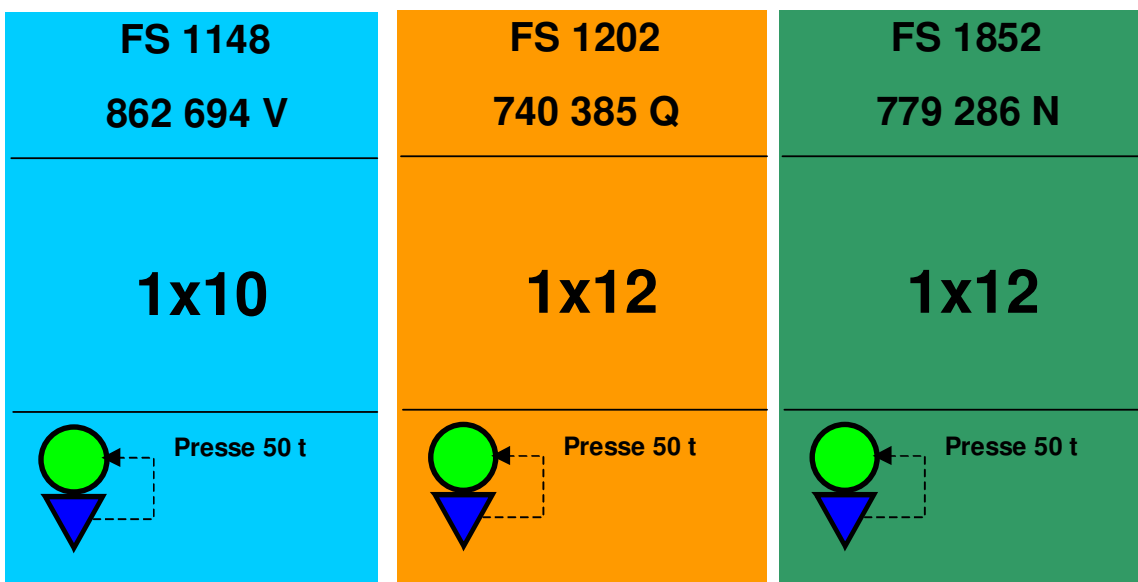 FS 1148
862 694 V
1x10
Presse 50 t
FS 1202
740 385 Q
1x12
Presse 50 t
FS 1852
779 286 N
1x12
Presse 50 t